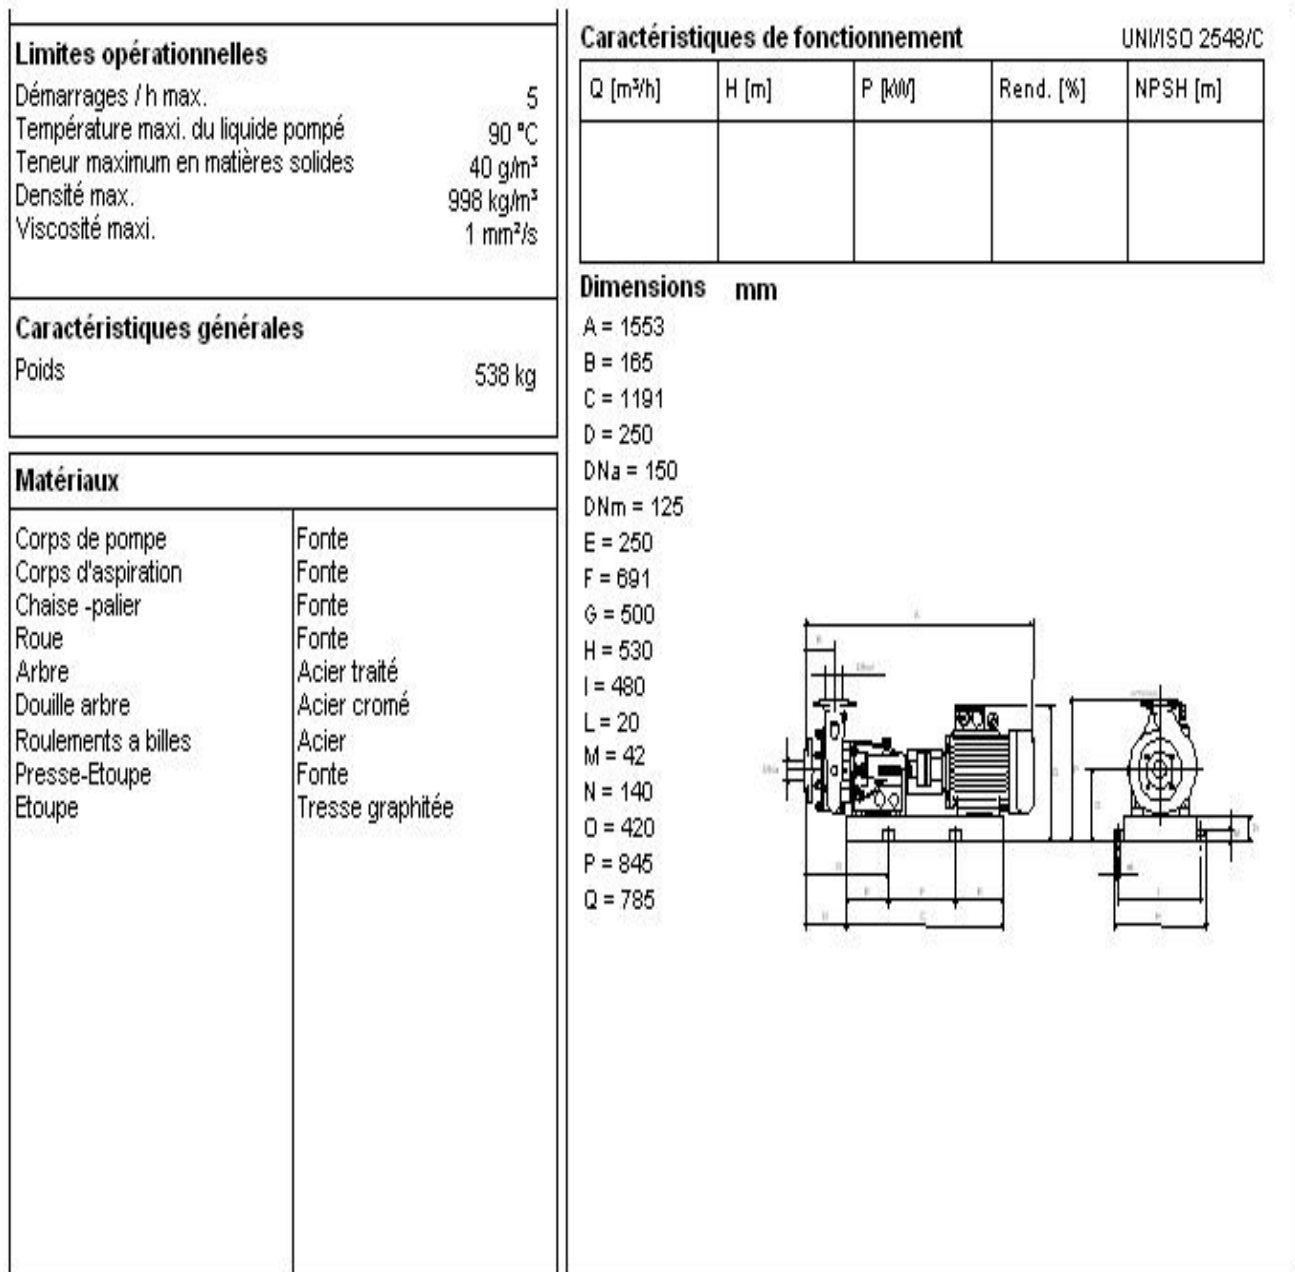 Limites opérationnelles
Démarrages / h max. 5
Température maxi. du liquide pompé 90 °C
Teneur maximum en matières solides 40 g/m³
Densité max. 998 kg/m³
Viscosité maxi. 1 mm²/s
Caractéristiques générales
Poids 538 kg
Matériaux
Corps de pompe Fonte
Corps d'aspiration Fonte
Chaise -palier Fonte
Roue Fonte
Arbre Acier traité
Douille arbre Acier cromé
Roulements a billes Acier
Presse-Etoupe Fonte
Etoupe Tresse graphitée
Caractéristiques de fonctionnement UNI/ISO 2548/C
Q [m³/h] H [m] P [kW] Rend. [%] NPSH [m]
Dimensions mm
A = 1553
B = 165
C = 1191
D = 250
DNa = 150
DNm = 125
E = 250
F = 691
G = 500
H = 530
I = 480
L = 20
M = 42
N = 140
O = 420
P = 845
Q = 785